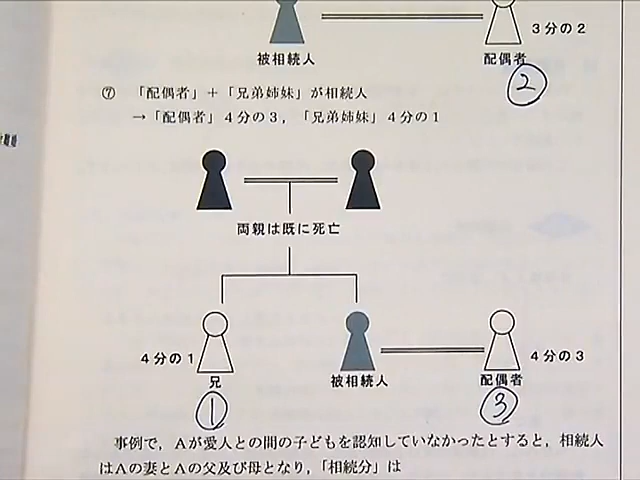 3分の2
被相続人
配偶者
2
⑦ 「配偶者」+「兄弟姉妹」が相続人
→「配偶者」4分の3,「兄弟姉妹」4分の1
両親は既に死亡
4分の1
4分の3
兄
被相続人
配偶者
1
3
事例で,Aが愛人との間の子どもを認知していなかったとすると,相続人
はAの妻とAの父及び母となり,「相続分」は